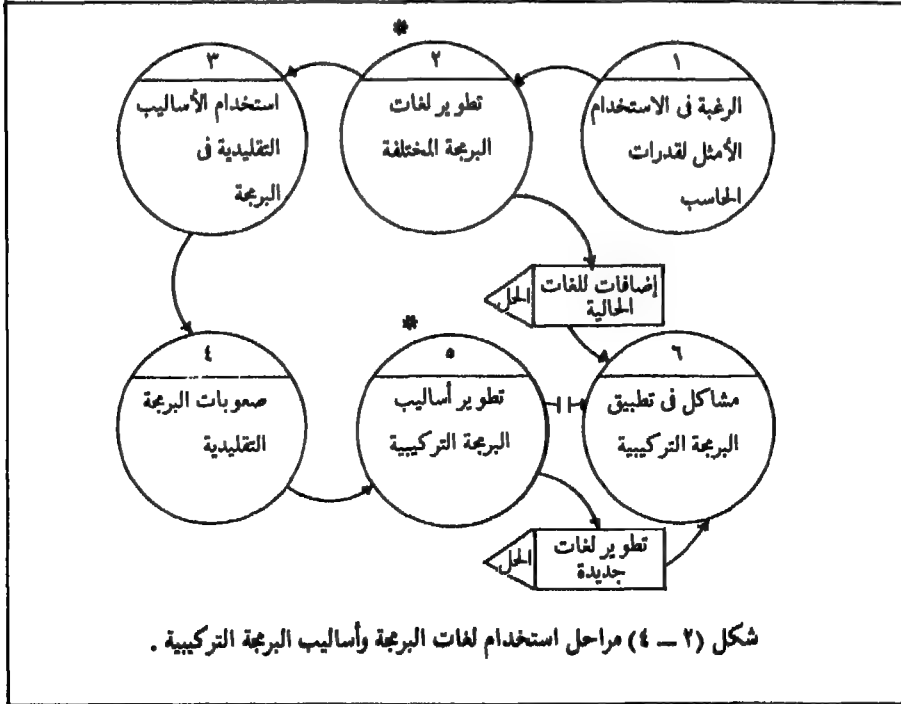 ١
الرغبة فى الاستخدام
الأمثل لقدرات
الحاسب
*
٢
تطوير لغات
البرمجة المختلفة
٣
استخدام الأساليب
التقليدية فى
البرمجة
إضافات للغات
الحالية
الحل
٤
صعوبات البرمجة
التقليدية
*
٥
تطوير أساليب
البرمجة التركيبية
٦
مشاكل فى تطبيق
البرمجة التركيبية
تطوير لغات
جديدة
الحل
شكل (٢ — ٤) مراحل استخدام لغات البرمجة وأساليب البرمجة التركيبية .